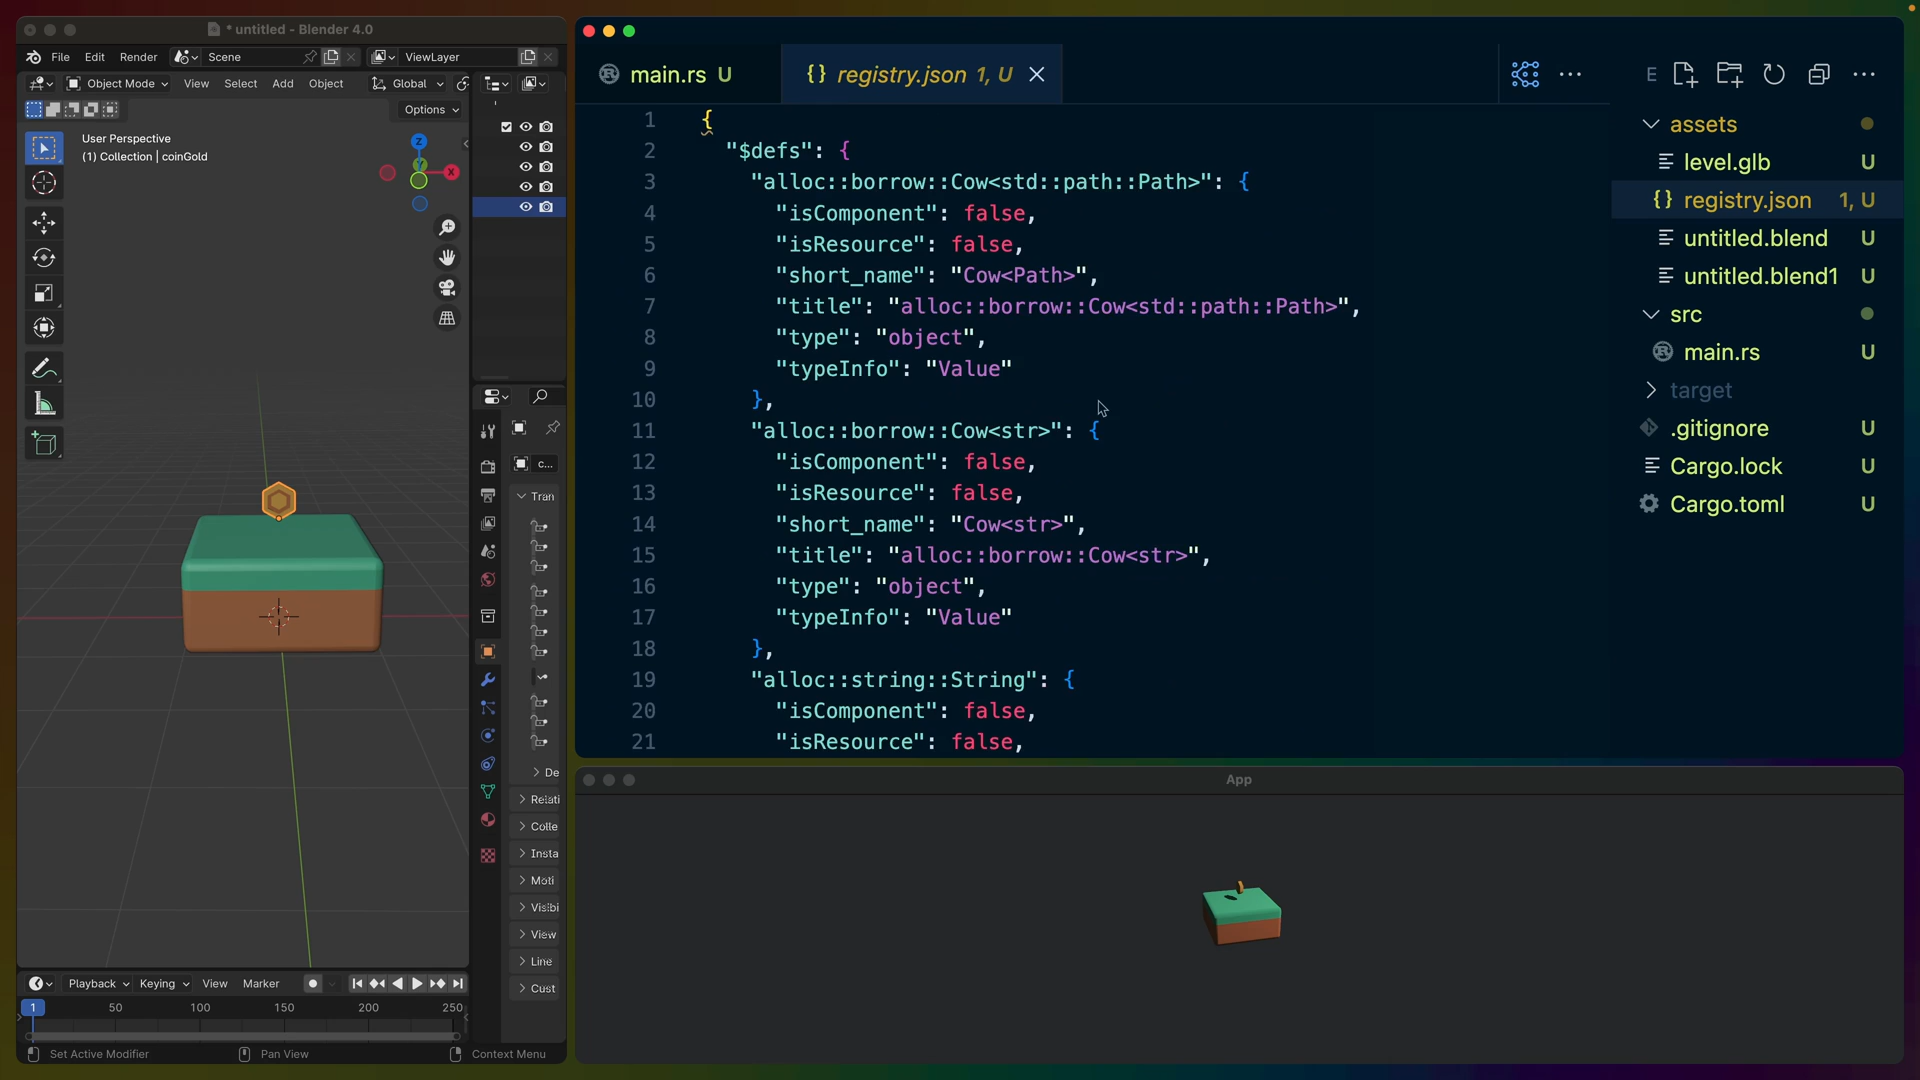 * untitled - Blender 4.0
File Edit Render Scene ViewLayer
Object Mode View Select Add Object Global
Options
User Perspective
(1) Collection | coinGold
Z
Y
X
c...
Tran
De
Relati
Colle
Insta
Moti
Visibi
View
Line
Cust
Playback Keying View Marker
1 50 100 150 200 250
Set Active Modifier Pan View Context Menu
main.rs U
{} registry.json 1, U
1 {
2 "$defs": {
3 "alloc::borrow::Cow<std::path::Path>": {
4 "isComponent": false,
5 "isResource": false,
6 "short_name": "Cow<Path>",
7 "title": "alloc::borrow::Cow<std::path::Path>",
8 "type": "object",
9 "typeInfo": "Value"
10 },
11 "alloc::borrow::Cow<str>": {
12 "isComponent": false,
13 "isResource": false,
14 "short_name": "Cow<str>",
15 "title": "alloc::borrow::Cow<str>",
16 "type": "object",
17 "typeInfo": "Value"
18 },
19 "alloc::string::String": {
20 "isComponent": false,
21 "isResource": false,
E
assets
level.glb U
{} registry.json 1, U
untitled.blend U
untitled.blend1 U
src
main.rs U
target
.gitignore U
Cargo.lock U
Cargo.toml U
App